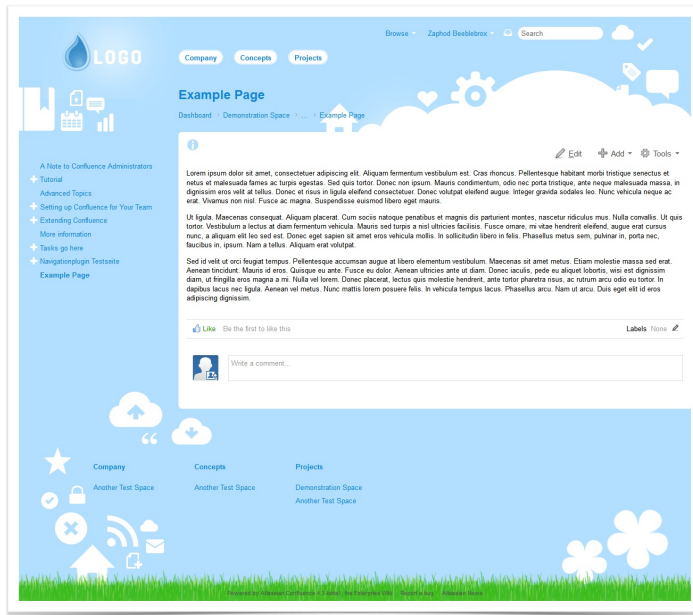 Browse Zaphod Beeblebrox Search
LOGO
Company Concepts Projects
Example Page
Dashboard > Demonstration Space > ... > Example Page
Edit Add Tools
A Note to Confluence Administrators
Tutorial
Advanced Topics
Setting up Confluence for Your Team
Extending Confluence
More information
Tasks go here
Navigationplugin Testseite
Example Page
Lorem ipsum dolor sit amet, consectetuer adipiscing elit. Aliquam fermentum vestibulum est. Cras rhoncus. Pellentesque habitant morbi tristique senectus et
netus et malesuada fames ac turpis egestas. Sed quis tortor. Donec non ipsum. Mauris condimentum, odio nec porta tristique, ante neque malesuada massa, in
dignissim eros velit at tellus. Donec et risus in ligula eleifend consectetuer. Donec volutpat eleifend augue. Integer gravida sodales leo. Nunc vehicula neque ac
erat. Vivamus non nisl. Fusce ac magna. Suspendisse euismod libero eget mauris.
Ut ligula. Maecenas consequat. Aliquam placerat. Cum sociis natoque penatibus et magnis dis parturient montes, nascetur ridiculus mus. Nulla convallis. Ut quis
tortor. Vestibulum a lectus at diam fermentum vehicula. Mauris sed turpis a nisl ultricies facilisis. Fusce ornare, mi vitae hendrerit eleifend, augue erat cursus
nunc, a aliquam elit leo sed est. Donec eget sapien sit amet eros vehicula mollis. In sollicitudin libero in felis. Phasellus metus sem, pulvinar in, porta nec,
faucibus in, ipsum. Nam a tellus. Aliquam erat volutpat.
Sed id velit ut orci feugiat tempus. Pellentesque accumsan augue at libero elementum vestibulum. Maecenas sit amet metus. Etiam molestie massa sed erat.
Aenean tincidunt. Mauris id eros. Quisque eu ante. Fusce eu dolor. Aenean ultricies ante ut diam. Donec iaculis, pede eu aliquet lobortis, wisi est dignissim
diam, ut fringilla eros magna a mi. Nulla vel lorem. Donec placerat, lectus quis molestie hendrerit, ante tortor pharetra risus, ac rutrum arcu odio eu tortor. In
dapibus lacus nec ligula. Aenean vel metus. Nunc mattis lorem posuere felis. In vehicula tempus lacus. Phasellus arcu. Nam ut arcu. Duis eget elit id eros
adipiscing dignissim.
Like Be the first to like this Labels None
Write a comment...
Company Concepts Projects
Another Test Space Another Test Space Demonstration Space
Another Test Space
Powered by Atlassian Confluence the Enterprise Wiki Report a bug Atlassian News